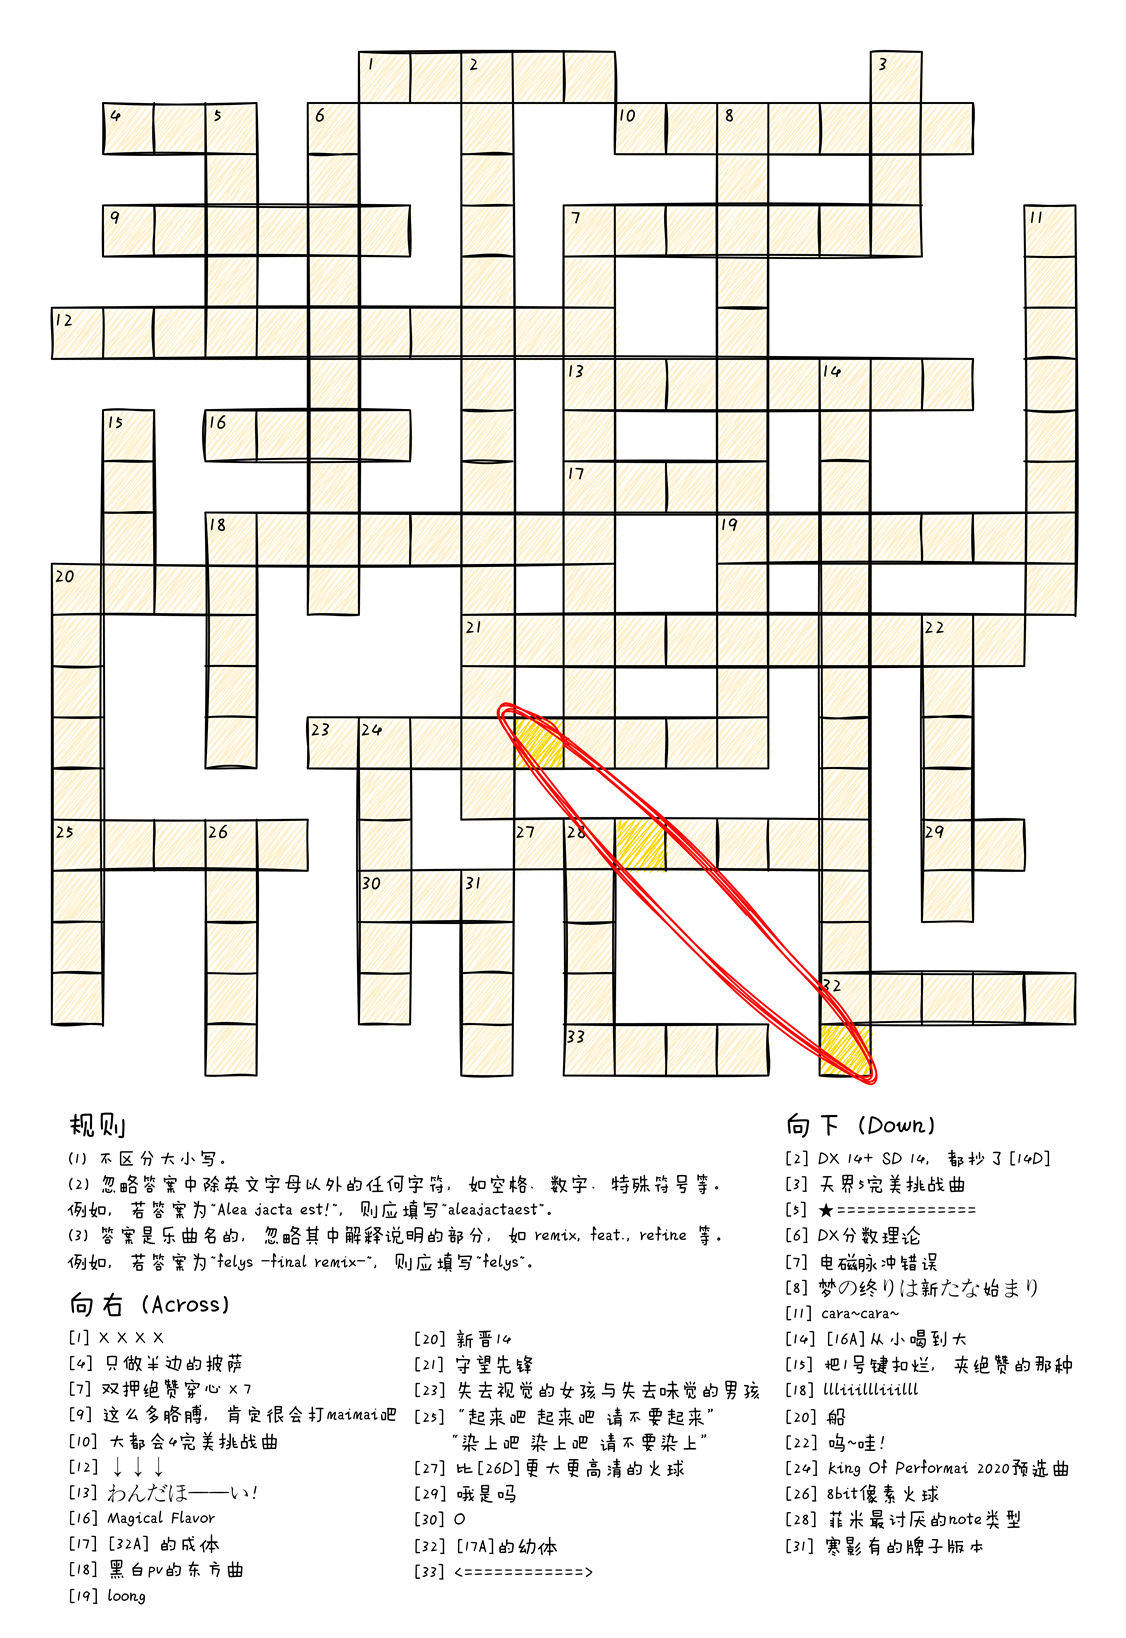 1 2 3
4 5 6 10 8
9 7 11
12
13 14
15 16
17
18 19
20
21 22
23 24
25 26 27 28 29
30 31
32
33
规则
(1) 不区分大小写。
(2) 忽略答案中除英文字母以外的任何字符，如空格、数字、特殊符号等。
例如，若答案为"Alea jacta est!"，则应填写"aleajactaest"。
(3) 答案是乐曲名的，忽略其中解释说明的部分，如 remix, feat., refine 等。
例如，若答案为"felys -final remix-"，则应填写"felys"。
向右 (Across)
[1] X X X X
[4] 只做半边的披萨
[7] 双押绝赞穿心 x 7
[9] 这么多胳膊，肯定很会打maimai吧
[10] 大都会4完美挑战曲
[12] ↓ ↓ ↓
[13] わんだほーーい!
[16] Magical Flavor
[17] [32A] 的成体
[18] 黑白pv的东方曲
[19] loong
[20] 新晋14
[21] 守望先锋
[23] 失去视觉的女孩与失去味觉的男孩
[25] "起来吧 起来吧 请不要起来"
"染上吧 染上吧 请不要染上"
[27] 比[26D]更大更高清的火球
[29] 哦是吗
[30] O
[32] [17A]的幼体
[33] <============>
向下 (Down)
[2] DX 14+ SD 14, 都抄了[14D]
[3] 天界5完美挑战曲
[5] ★==============
[6] DX分数理论
[7] 电磁脉冲错误
[8] 梦の终りは新たな始まり
[11] cara~cara~
[14] [16A]从小喝到大
[15] 把1号键扣烂，夹绝赞的那种
[18] llliiillliiilll
[20] 船
[22] 呜~哇!
[24] King Of Performai 2020预选曲
[26] 8bit像素火球
[28] 菲米最讨厌的note类型
[31] 寒影有的牌子版本